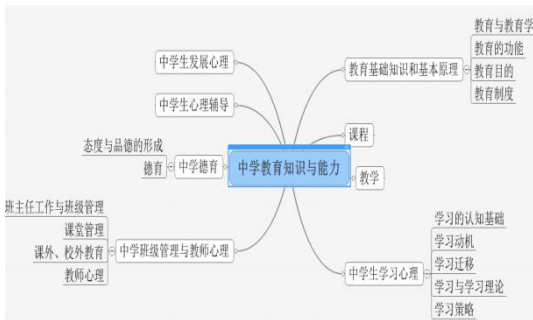 教育与教育学
教育的功能
教育目的
教育制度
教育基础知识和基本原理
中学生发展心理
中学生心理辅导
课程
态度与品德的形成
德育
中学德育
中学教育知识与能力
教学
班主任工作与班级管理
课堂管理
课外、校外教育
教师心理
中学班级管理与教师心理
中学生学习心理
学习的认知基础
学习动机
学习迁移
学习与学习理论
学习策略